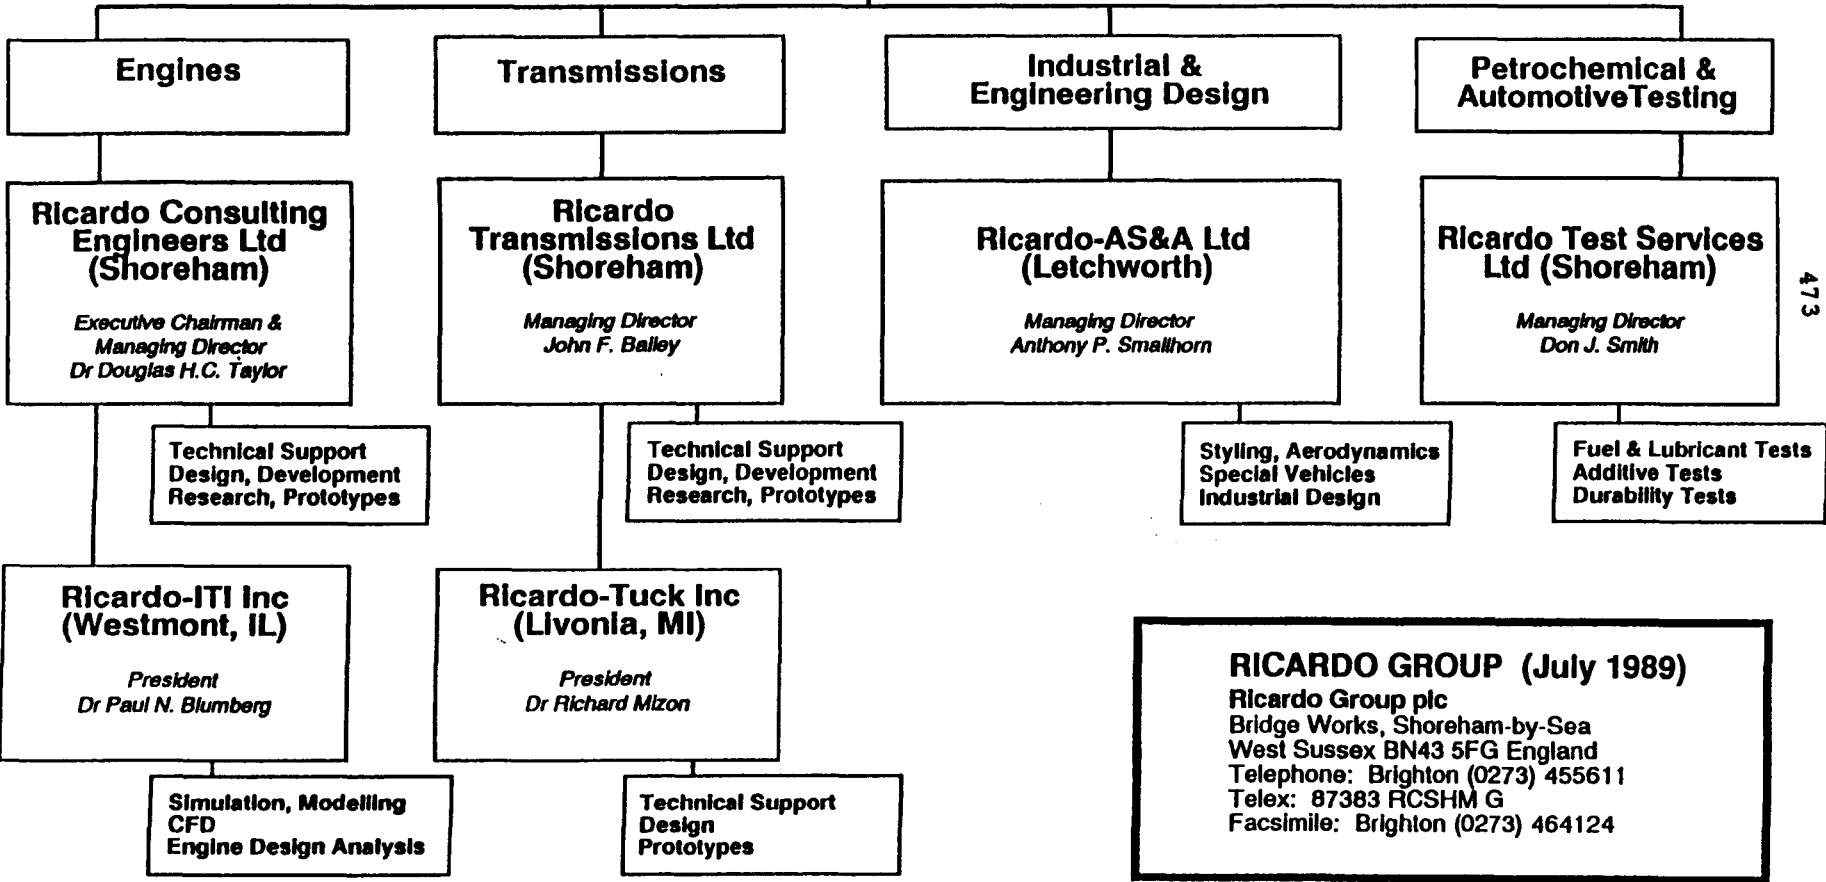 Engines
Transmissions
Industrial &
Engineering Design
Petrochemical &
AutomotiveTesting
Ricardo Consulting
Engineers Ltd
(Shoreham)
Executive Chairman &
Managing Director
Dr Douglas H.C. Taylor
Ricardo
Transmissions Ltd
(Shoreham)
Managing Director
John F. Bailey
Ricardo-AS&A Ltd
(Letchworth)
Managing Director
Anthony P. Smallhorn
Ricardo Test Services
Ltd (Shoreham)
Managing Director
Don J. Smith
473
Technical Support
Design, Development
Research, Prototypes
Technical Support
Design, Development
Research, Prototypes
Styling, Aerodynamics
Special Vehicles
Industrial Design
Fuel & Lubricant Tests
Additive Tests
Durability Tests
Ricardo-ITI Inc
(Westmont, IL)
President
Dr Paul N. Blumberg
Ricardo-Tuck Inc
(Livonia, MI)
President
Dr Richard Mizon
Simulation, Modelling
CFD
Engine Design Analysis
Technical Support
Design
Prototypes
RICARDO GROUP (July 1989)
Ricardo Group plc
Bridge Works, Shoreham-by-Sea
West Sussex BN43 5FG England
Telephone: Brighton (0273) 455611
Telex: 87383 RCSHM G
Facsimile: Brighton (0273) 464124